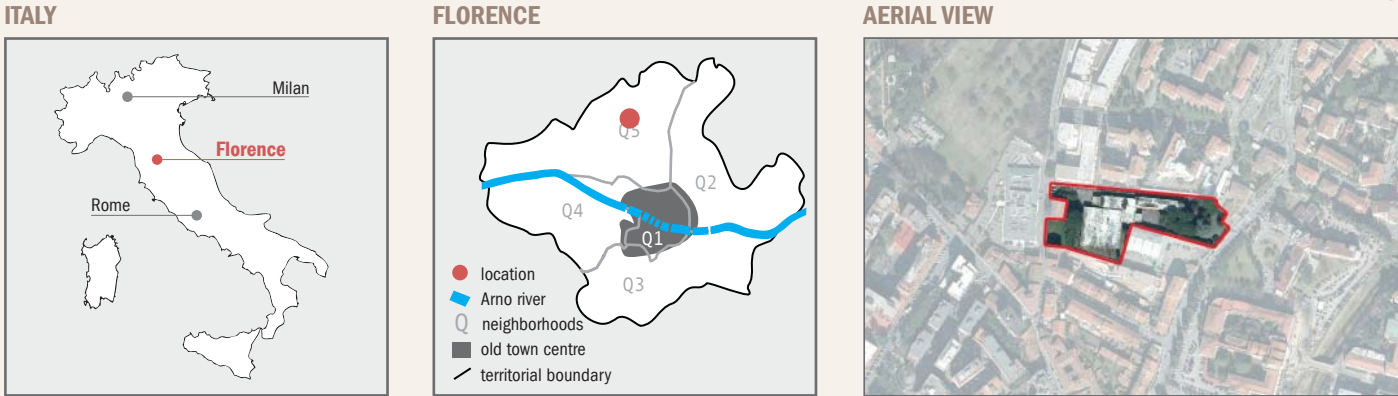 ITALY
Milan
Florence
Rome
FLORENCE
Q5
Q2
Q4
Q1
Q3
location
Arno river
Q neighborhoods
old town centre
territorial boundary
AERIAL VIEW